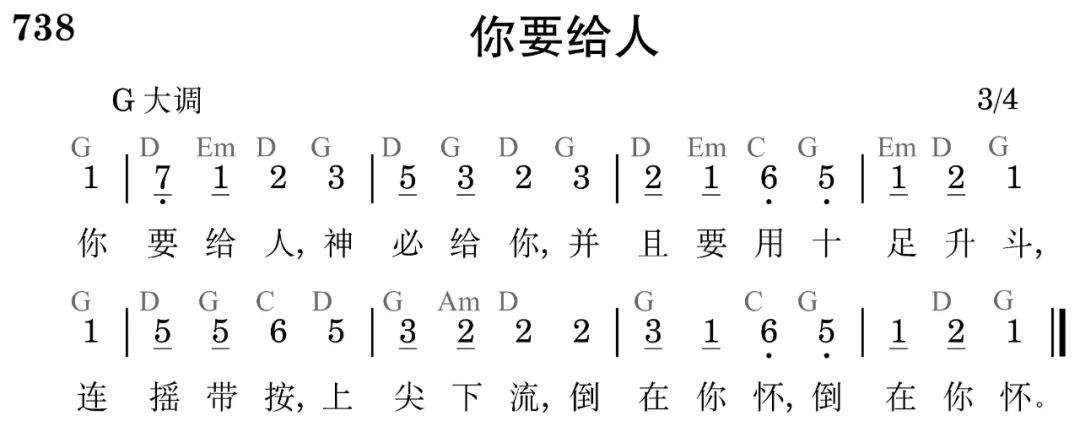 738
你要给人
G 大调 3/4
G D Em D G D G D G D Em C G Em D G
1 | 7̣ 1 2 3 | 5 3 2 3 | 2 1 6̣ 5̣ | 1 2 1
你 要 给 人, 神 必 给 你, 并 且 要 用 十 足 升 斗,
G D G C D G Am D G C G D G
1 | 5 5 6 5 | 3 2 2 2 | 3 1 6̣ 5̣ | 1 2 1 ‖
连 摇 带 按, 上 尖 下 流, 倒 在 你 怀, 倒 在 你 怀。